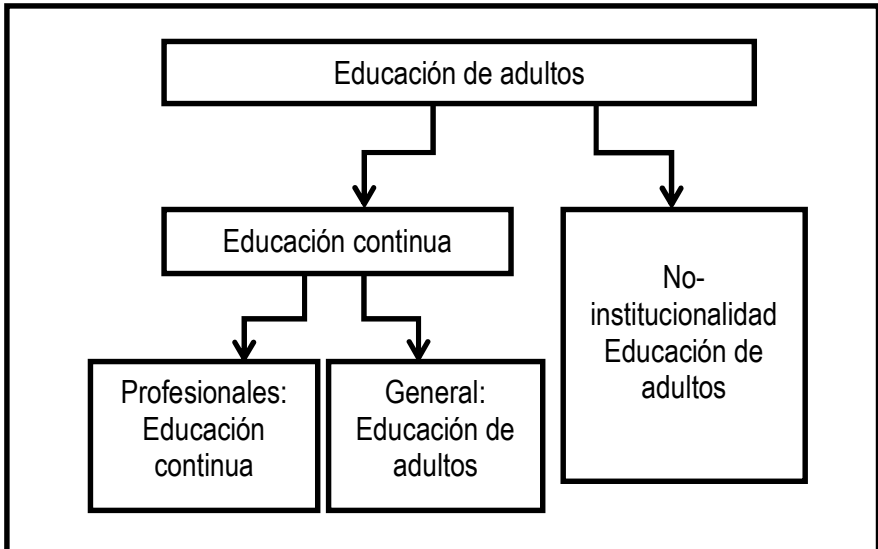 Educación de adultos
Educación continua
No-
institucionalidad
Educación de
adultos
Profesionales:
Educación
continua
General:
Educación de
adultos